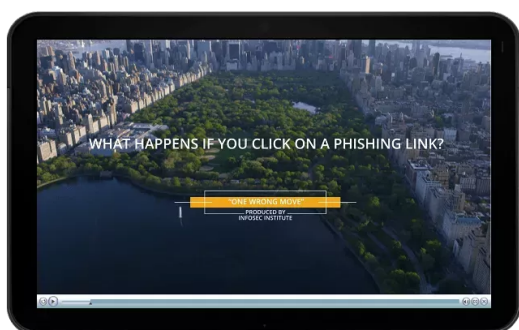 WHAT HAPPENS IF YOU CLICK ON A PHISHING LINK?
"ONE WRONG MOVE"
PRODUCED BY
INFOSEC INSTITUTE